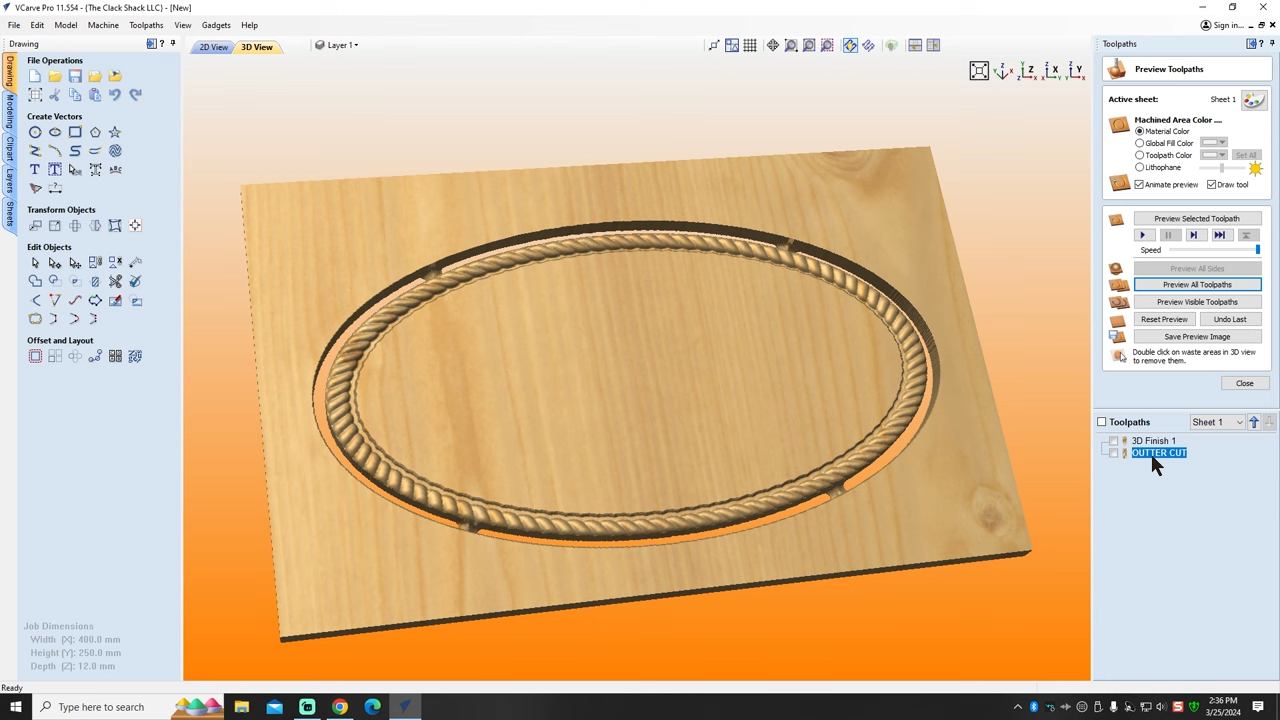 VCarve Pro 11.554 - {The Clack Shack LLC} - [New]
File Edit Model Machine Toolpaths View Gadgets Help
Sign in...
Drawing
2D View 3D View Layer 1
Toolpaths
Drawing
Modeling
Clipart
Layers
Sheets
File Operations
Create Vectors
Transform Objects
Edit Objects
Offset and Layout
Job Dimensions
Width [X]: 400.0 mm
Height [Y]: 250.0 mm
Depth [Z]: 12.0 mm
Z X Y
Preview Toolpaths
Active sheet: Sheet 1
Machined Area Color ....
Material Color
Global Fill Color
Toolpath Color Set All
Lithophane
Animate preview Draw tool
Preview Selected Toolpath
Speed
Preview All Sides
Preview All Toolpaths
Preview Visible Toolpaths
Reset Preview Undo Last
Save Preview Image
Double click on waste areas in 3D view
to remove them.
Close
Toolpaths Sheet 1
3D Finish 1
OUTTER CUT
Ready
Type here to search
2:36 PM
3/25/2024